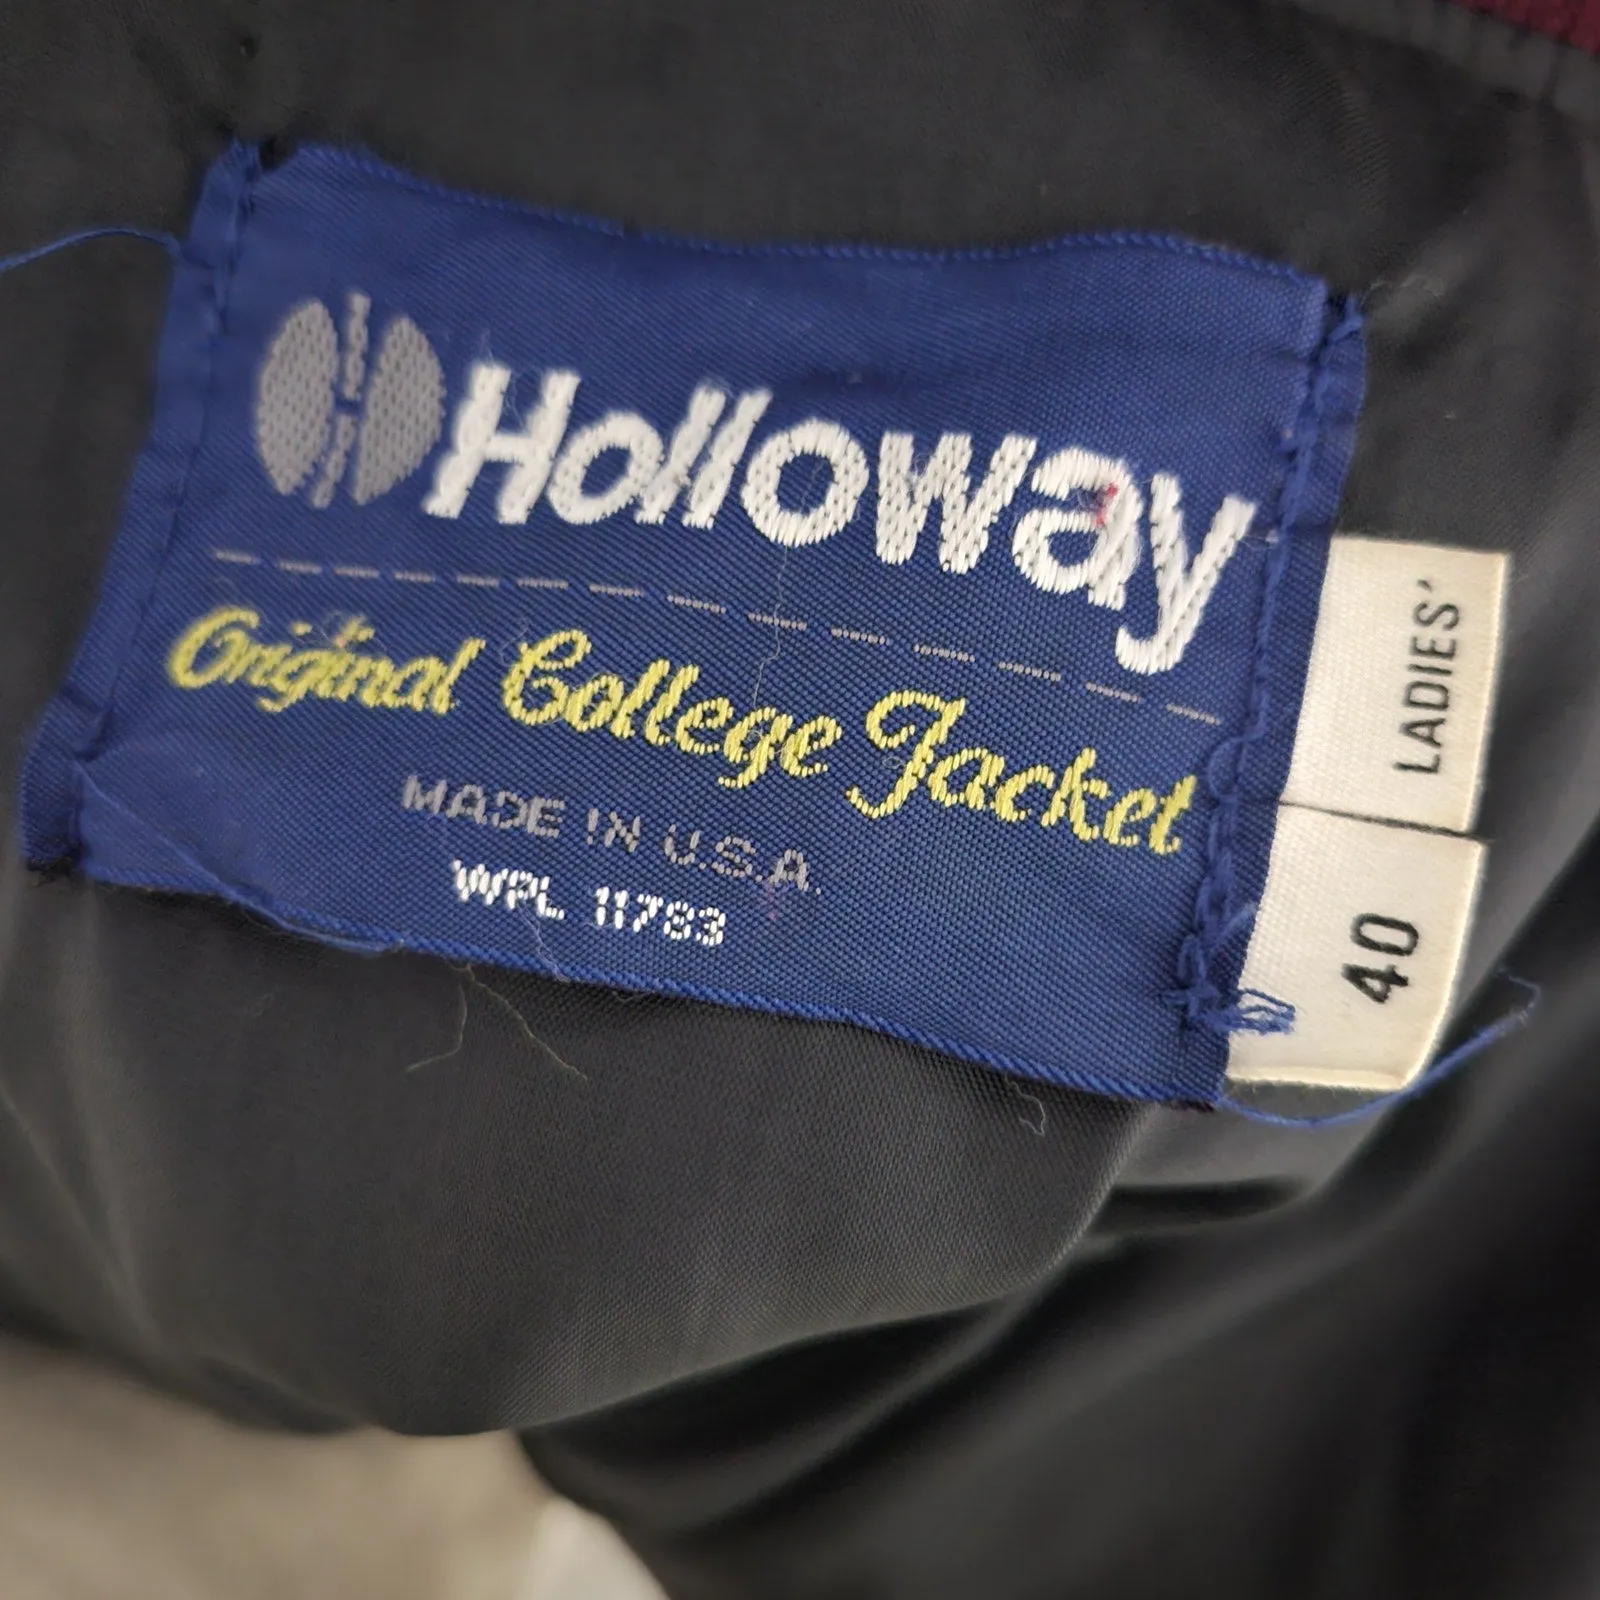 Holloway
Original College Jacket
MADE IN U.S.A.
WPL 11783
LADIES'
40